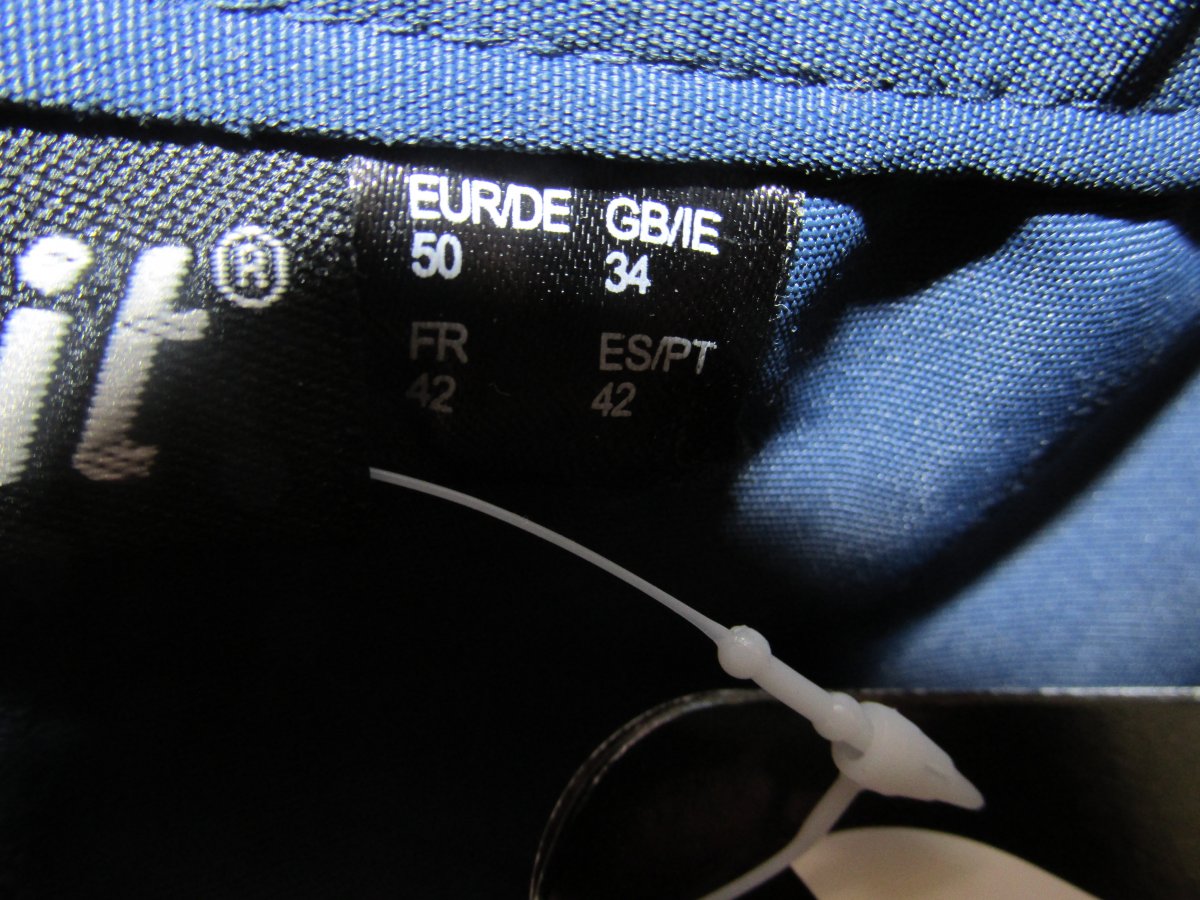 it®
EUR/DE GB/IE
50 34
FR ES/PT
42 42